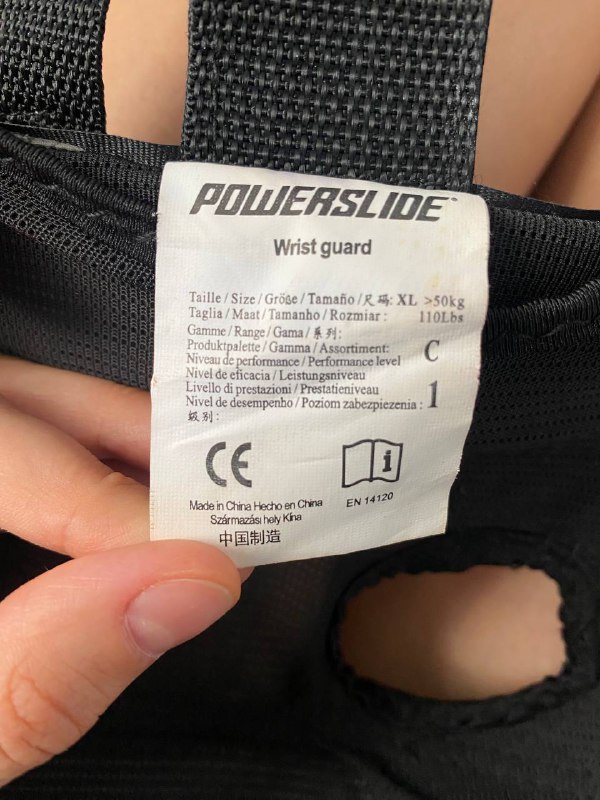 POWERSLIDE
Wrist guard
Taille / Size / Größe / Tamaño / 尺 码: XL >50kg
Taglia / Maat / Tamanho / Rozmiar : 110Lbs
Gamme / Range / Gama / 系 列:
Produktpalette / Gamma / Assortiment: C
Niveau de performance / Performance level
Nivel de eficacia / Leistungsniveau
Livello di prestazioni / Prestatieniveau
Nivel de desempenho / Poziom zabezpiezenia : 1
级 别 :
CE
i
Made in China Hecho en China
EN 14120
Származási hely Kína
中国制造